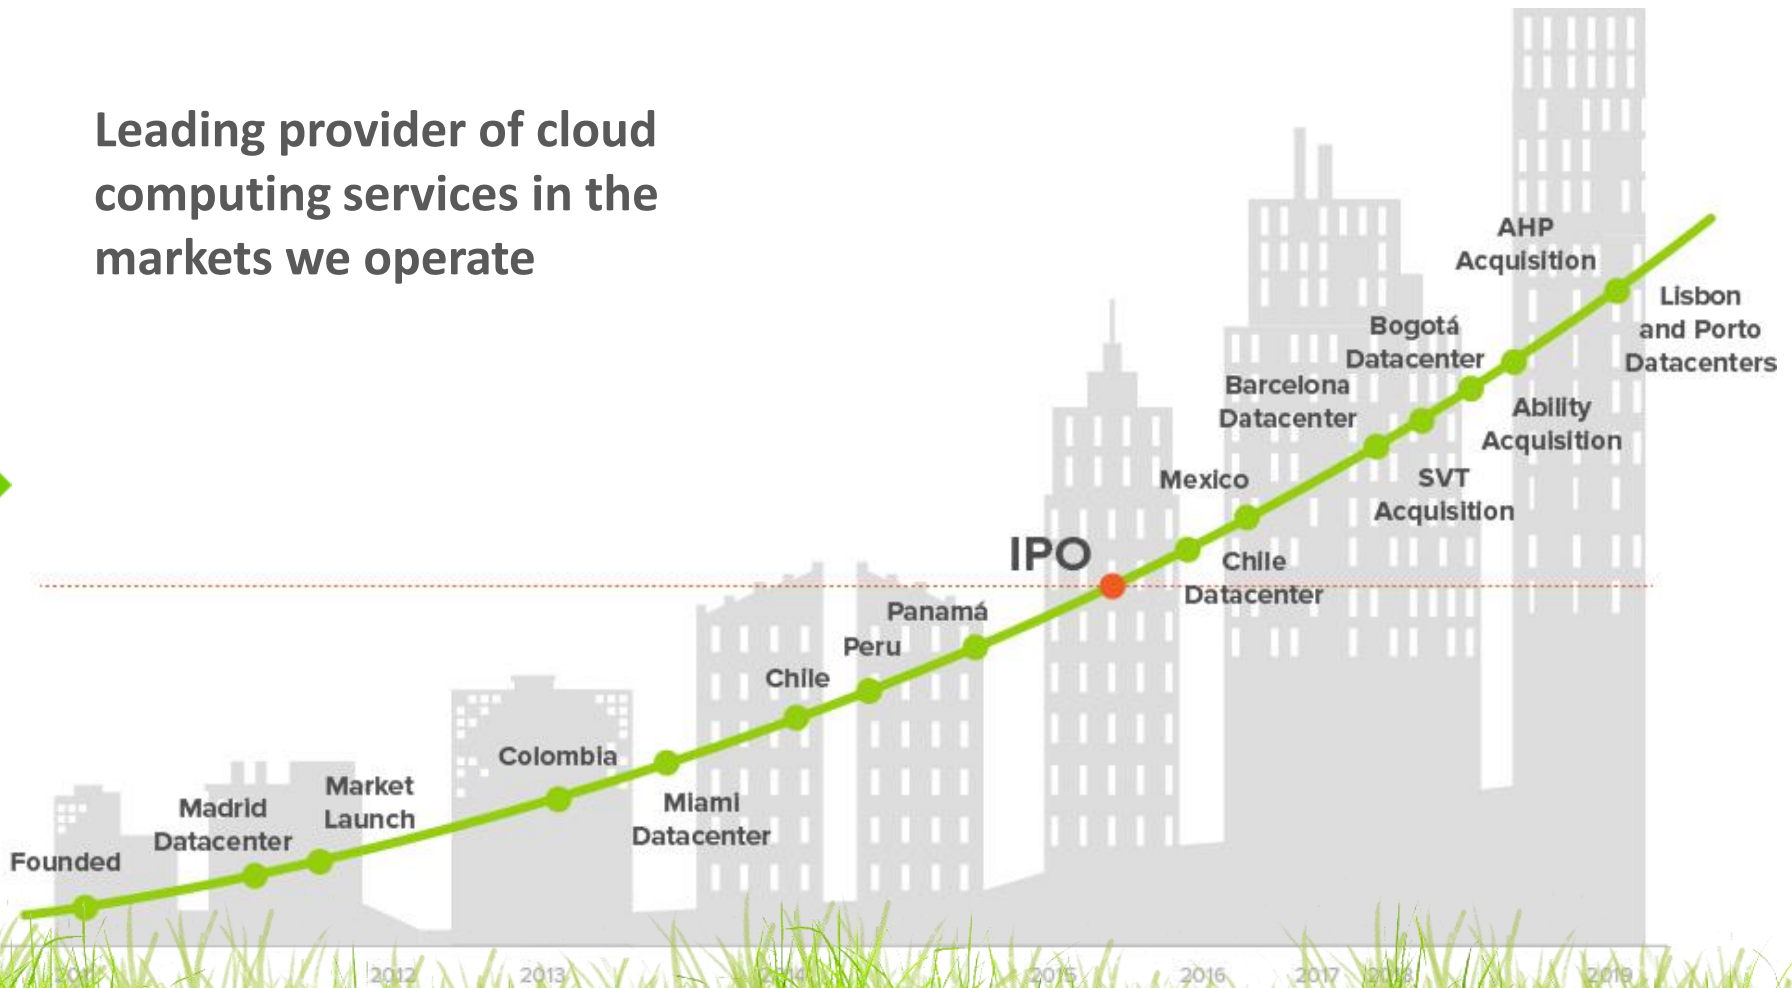 Leading provider of cloud
computing services in the
markets we operate
AHP
Acquisition
Lisbon
and Porto
Datacenters
Bogotá
Datacenter
Barcelona
Datacenter
Ability
Acquisition
Mexico
SVT
Acquisition
IPO
Chile
Datacenter
Panamá
Peru
Chile
Colombia
Miami
Datacenter
Market
Launch
Madrid
Datacenter
Founded
2012
2013
2014
2015
2016
2017
2018
2019